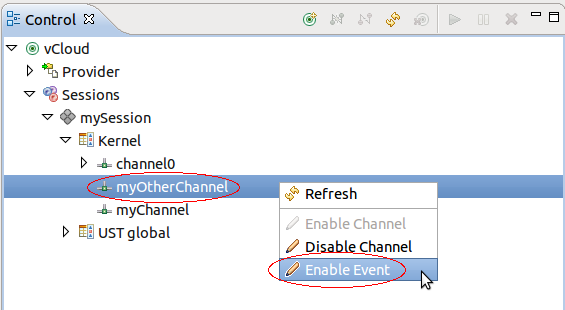 Control
vCloud
Provider
Sessions
mySession
Kernel
channel0
myOtherChannel
myChannel
UST global
Refresh
Enable Channel
Disable Channel
Enable Event